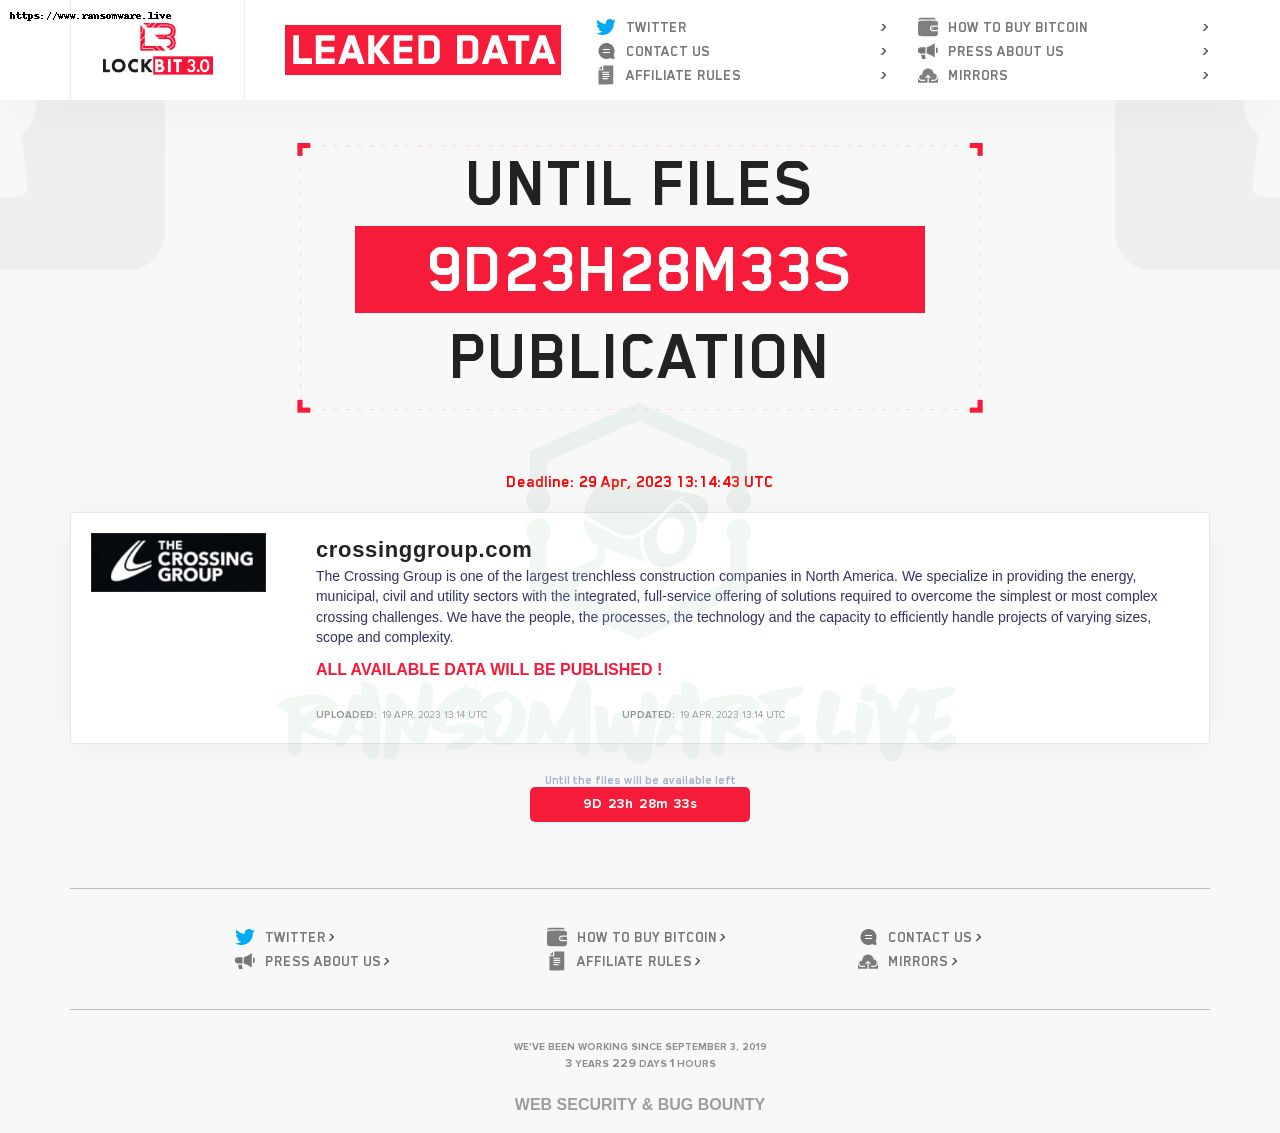 https://www.ransomware.live
LOCKBIT 3.0
LEAKED DATA
TWITTER >
CONTACT US >
AFFILIATE RULES >
HOW TO BUY BITCOIN >
PRESS ABOUT US >
MIRRORS >
UNTIL FILES
9D23H28M33S
PUBLICATION
Deadline: 29 Apr, 2023 13:14:43 UTC
THE
CROSSING
GROUP
crossinggroup.com
The Crossing Group is one of the largest trenchless construction companies in North America. We specialize in providing the energy,
municipal, civil and utility sectors with the integrated, full-service offering of solutions required to overcome the simplest or most complex
crossing challenges. We have the people, the processes, the technology and the capacity to efficiently handle projects of varying sizes,
scope and complexity.
ALL AVAILABLE DATA WILL BE PUBLISHED !
UPLOADED: 19 APR, 2023 13:14 UTC
UPDATED: 19 APR, 2023 13:14 UTC
RANSOMWARE.LIVE
Until the files will be available left
9D 23h 28m 33s
TWITTER >
PRESS ABOUT US >
HOW TO BUY BITCOIN >
AFFILIATE RULES >
CONTACT US >
MIRRORS >
WE'VE BEEN WORKING SINCE SEPTEMBER 3, 2019
3 YEARS 229 DAYS 1 HOURS
WEB SECURITY & BUG BOUNTY